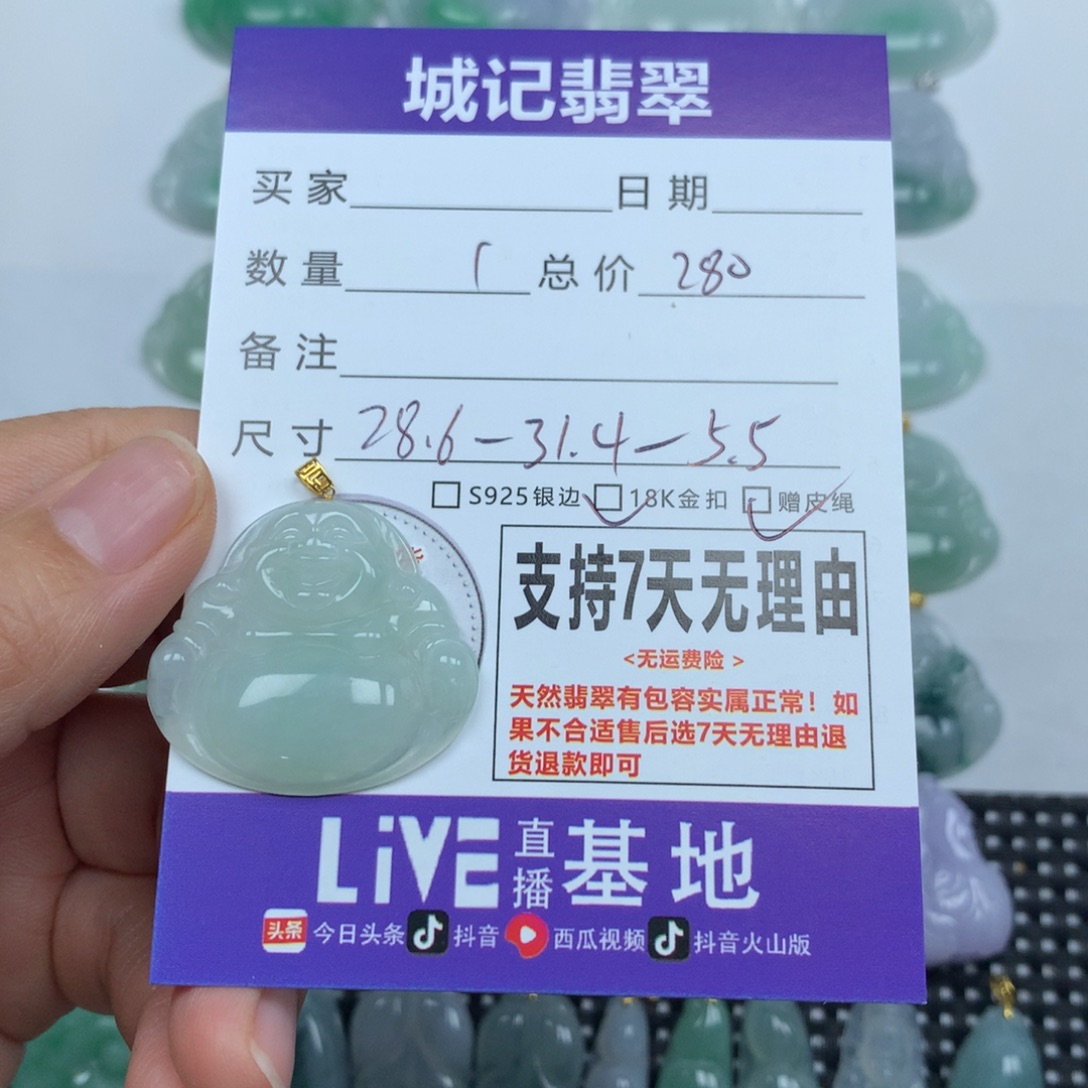 城记翡翠
买家 日期
数量 1 总价 280
备注
尺寸 28.6-31.4-5.5
S925银边 18K金扣 赠皮绳
支持7天无理由
<无运费险>
天然翡翠有包容实属正常！如
果不合适售后选7天无理由退
货退款即可
LiVE 直播 基地
头条 今日头条 抖音 西瓜视频 抖音火山版